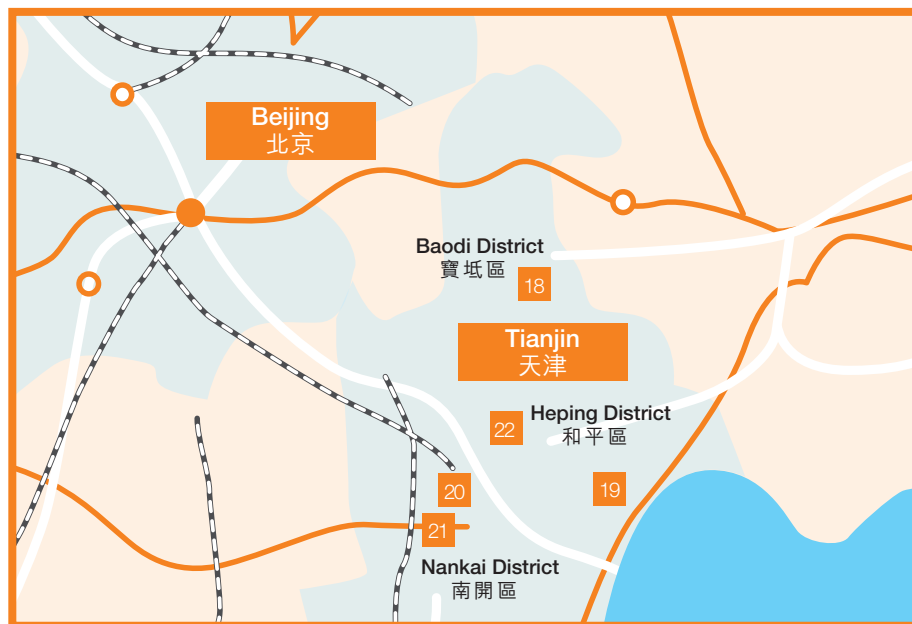 Beijing
北京
Baodi District
寶坻區
18
Tianjin
天津
Heping District
和平區
22
19
20
21
Nankai District
南開區